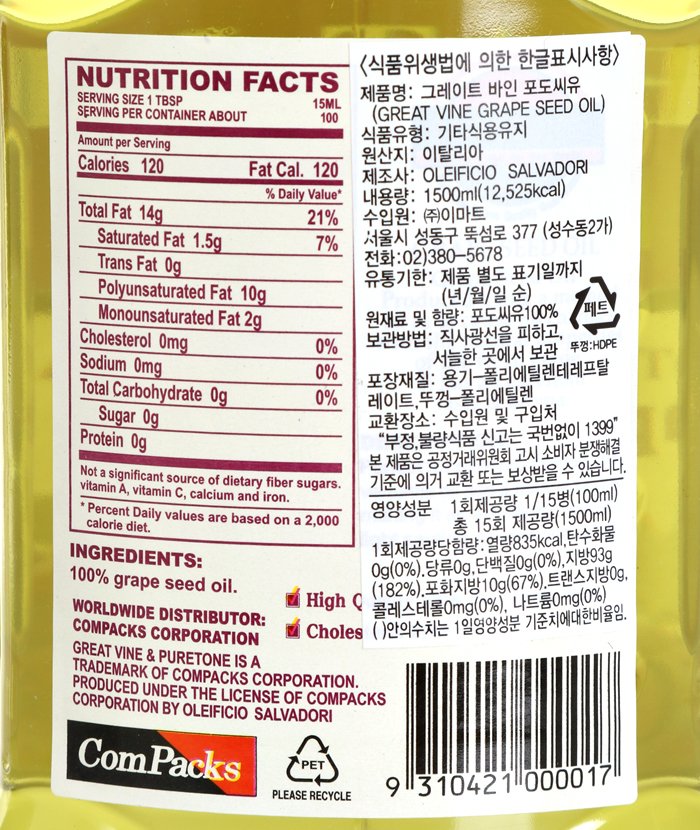 NUTRITION FACTS
SERVING SIZE 1 TBSP 15ML
SERVING PER CONTAINER ABOUT 100
Amount per Serving
Calories 120 Fat Cal. 120
% Daily Value*
Total Fat 14g 21%
Saturated Fat 1.5g 7%
Trans Fat 0g
Polyunsaturated Fat 10g
Monounsaturated Fat 2g
Cholesterol 0mg 0%
Sodium 0mg 0%
Total Carbohydrate 0g 0%
Sugar 0g
Protein 0g
Not a significant source of dietary fiber sugars.
vitamin A, vitamin C, calcium and iron.
* Percent Daily values are based on a 2,000
calorie diet.
INGREDIENTS:
100% grape seed oil.
WORLDWIDE DISTRIBUTOR:
COMPACKS CORPORATION
High Q
Choles
GREAT VINE & PURETONE IS A
TRADEMARK OF COMPACKS CORPORATION.
PRODUCED UNDER THE LICENSE OF COMPACKS
CORPORATION BY OLEIFICIO SALVADORI
ComPacks
PET
PLEASE RECYCLE
〈식품위생법에 의한 한글표시사항〉
제품명: 그레이트 바인 포도씨유
(GREAT VINE GRAPE SEED OIL)
식품유형: 기타식용유지
원산지: 이탈리아
제조사: OLEIFICIO SALVADORI
내용량: 1500ml(12,525kcal)
수입원: ㈜이마트
서울시 성동구 뚝섬로 377 (성수동2가)
전화:02)380-5678
유통기한: 제품 별도 표기일까지
(년/월/일 순)
원재료 및 함량: 포도씨유100%
보관방법: 직사광선을 피하고,
서늘한 곳에서 보관
페트
뚜껑:HDPE
포장재질: 용기-폴리에틸렌테레프탈
레이트,뚜껑-폴리에틸렌
교환장소: 수입원 및 구입처
"부정,불량식품 신고는 국번없이 1399"
본 제품은 공정거래위원회 고시 소비자 분쟁해결
기준에 의거 교환 또는 보상받을 수 있습니다.
영양성분 1회제공량 1/15병(100ml)
총 15회 제공량(1500ml)
1회제공량당함량:열량835kcal,탄수화물
0g(0%),당류0g,단백질0g(0%),지방93g
(182%),포화지방10g(67%),트랜스지방0g,
콜레스테롤0mg(0%), 나트륨0mg(0%)
( )안의수치는 1일영양성분 기준치에대한비율임.
9 310421 000017